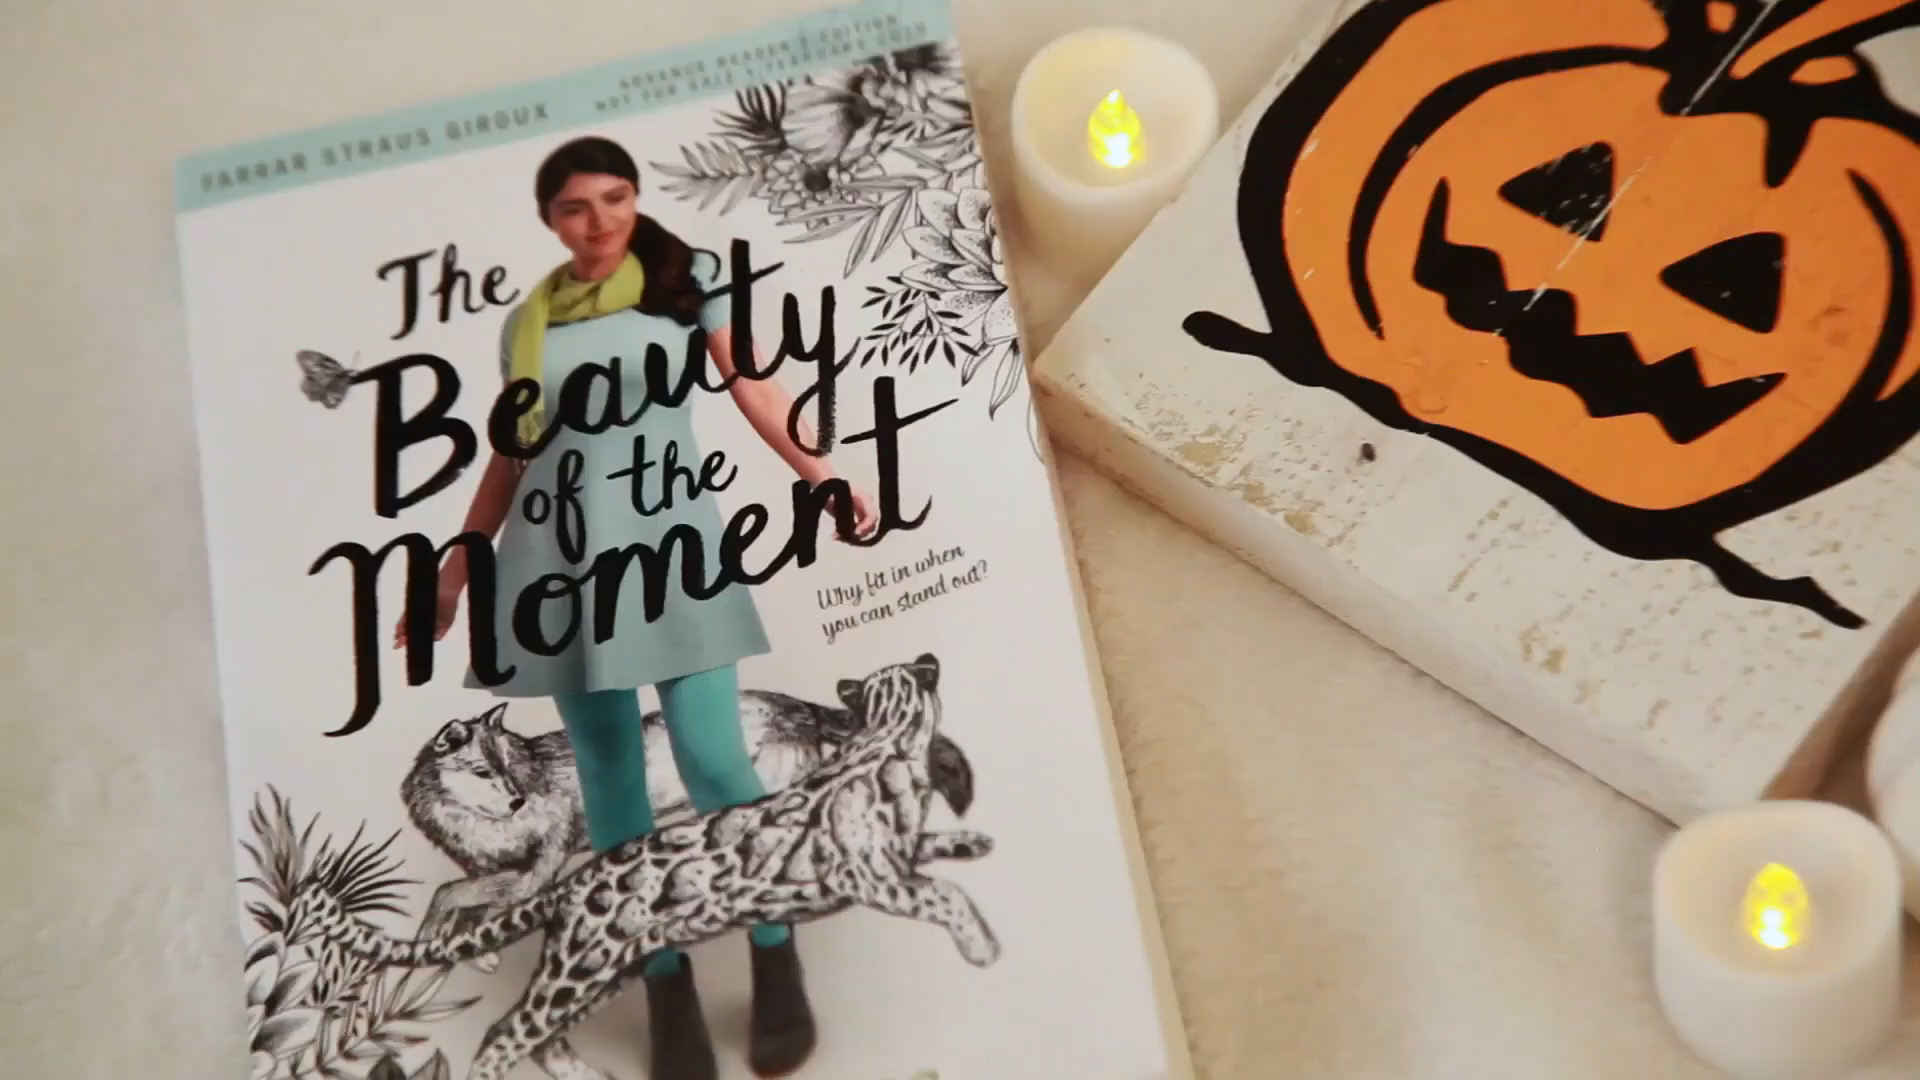 FARRAR STRAUS GIROUX
ADVANCE READER'S EDITION
NOT FOR SALE • FEBRUARY 2019
The
Beauty
of the
Moment
Why fit in when
you can stand out?